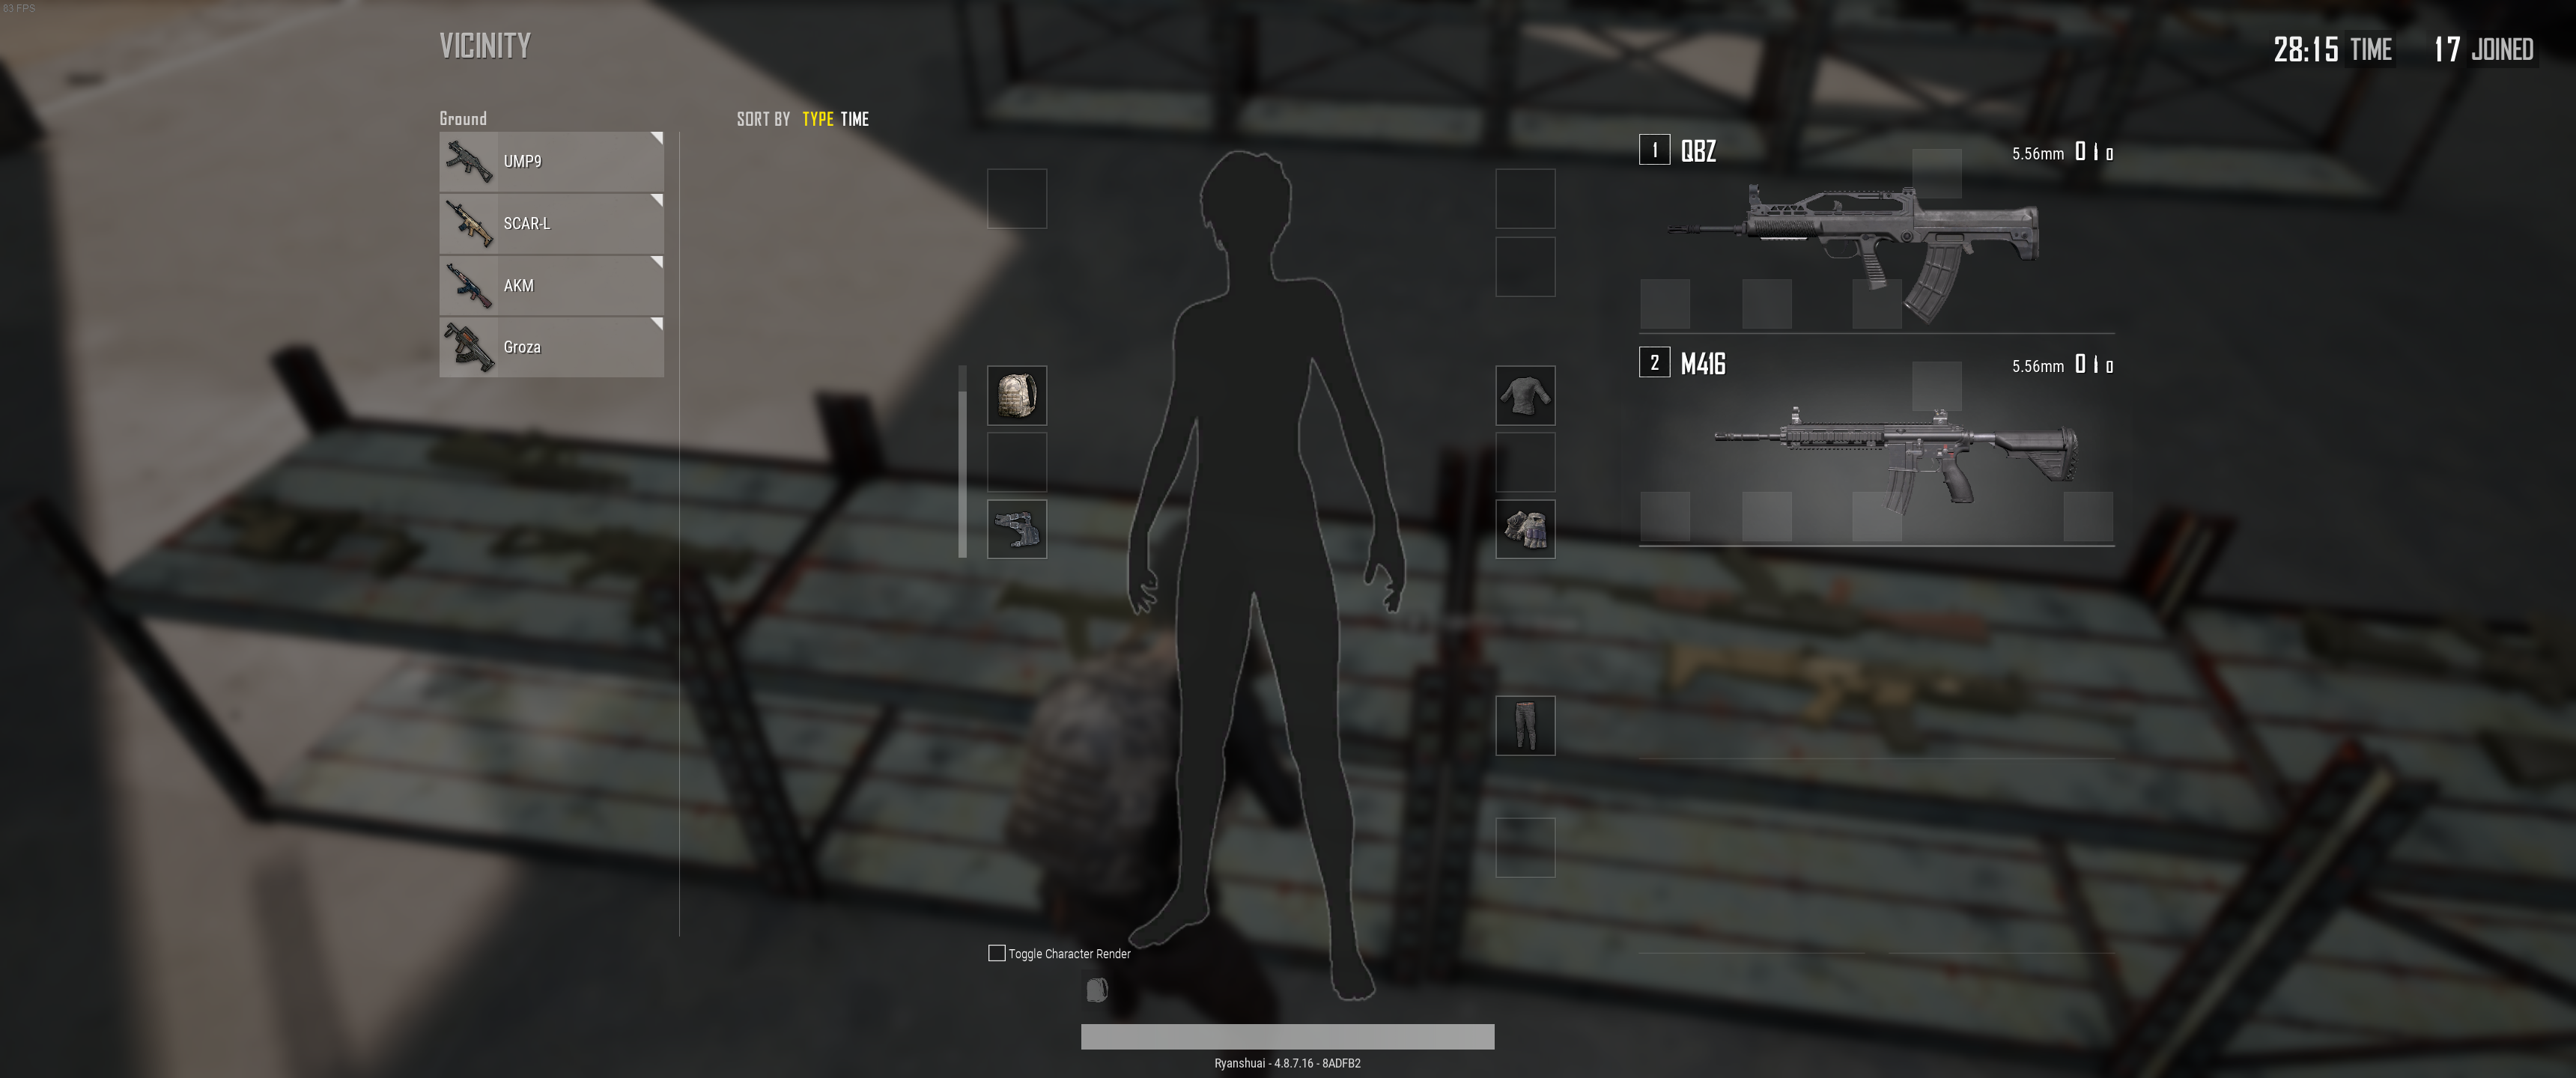 83 FPS
VICINITY
28:15 TIME 17 JOINED
Ground
SORT BY TYPE TIME
UMP9
SCAR-L
AKM
Groza
1 QBZ 5.56mm 0 0
2 M416 5.56mm 0 0
Toggle Character Render
Ryanshuai - 4.8.7.16 - 8ADFB2